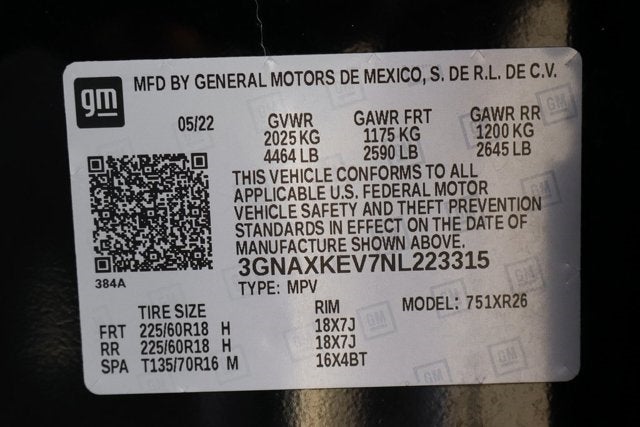 gm
MFD BY GENERAL MOTORS DE MEXICO, S. DE R.L. DE C.V.
05/22 GVWR GAWR FRT GAWR RR
2025 KG 1175 KG 1200 KG
4464 LB 2590 LB 2645 LB
THIS VEHICLE CONFORMS TO ALL
APPLICABLE U.S. FEDERAL MOTOR
VEHICLE SAFETY AND THEFT PREVENTION
STANDARDS IN EFFECT ON THE DATE OF
MANUFACTURE SHOWN ABOVE.
3GNAXKEV7NL223315
384A
TYPE: MPV MODEL: 751XR26
TIRE SIZE RIM
FRT 225/60R18 H 18X7J
RR 225/60R18 H 18X7J
SPA T135/70R16 M 16X4BT